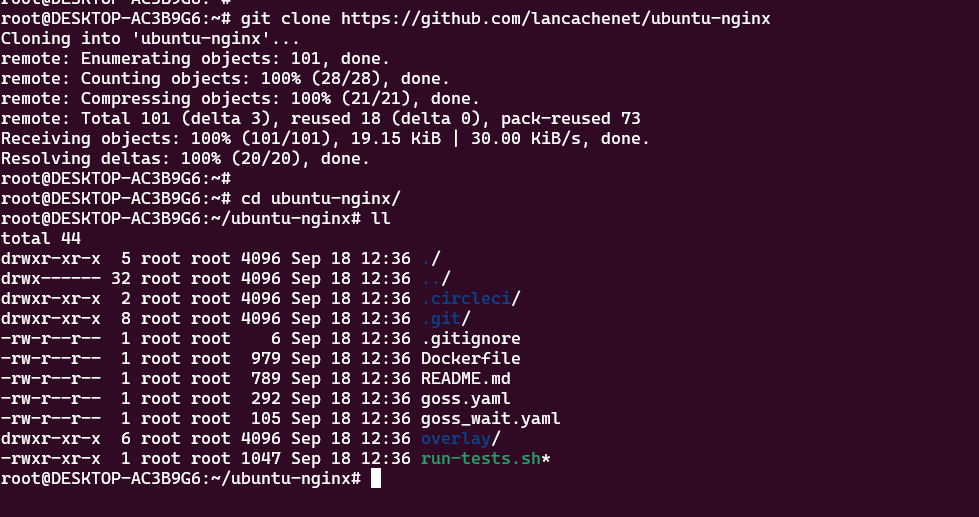 root@DESKTOP-AC3B9G6:~#
root@DESKTOP-AC3B9G6:~# git clone https://github.com/lancachenet/ubuntu-nginx
Cloning into 'ubuntu-nginx'...
remote: Enumerating objects: 101, done.
remote: Counting objects: 100% (28/28), done.
remote: Compressing objects: 100% (21/21), done.
remote: Total 101 (delta 3), reused 18 (delta 0), pack-reused 73
Receiving objects: 100% (101/101), 19.15 KiB | 30.00 KiB/s, done.
Resolving deltas: 100% (20/20), done.
root@DESKTOP-AC3B9G6:~#
root@DESKTOP-AC3B9G6:~# cd ubuntu-nginx/
root@DESKTOP-AC3B9G6:~/ubuntu-nginx# ll
total 44
drwxr-xr-x  5 root root 4096 Sep 18 12:36 ./
drwx------ 32 root root 4096 Sep 18 12:36 ../
drwxr-xr-x  2 root root 4096 Sep 18 12:36 .circleci/
drwxr-xr-x  8 root root 4096 Sep 18 12:36 .git/
-rw-r--r--  1 root root    6 Sep 18 12:36 .gitignore
-rw-r--r--  1 root root  979 Sep 18 12:36 Dockerfile
-rw-r--r--  1 root root  789 Sep 18 12:36 README.md
-rw-r--r--  1 root root  292 Sep 18 12:36 goss.yaml
-rw-r--r--  1 root root  105 Sep 18 12:36 goss_wait.yaml
drwxr-xr-x  6 root root 4096 Sep 18 12:36 overlay/
-rwxr-xr-x  1 root root 1047 Sep 18 12:36 run-tests.sh*
root@DESKTOP-AC3B9G6:~/ubuntu-nginx#